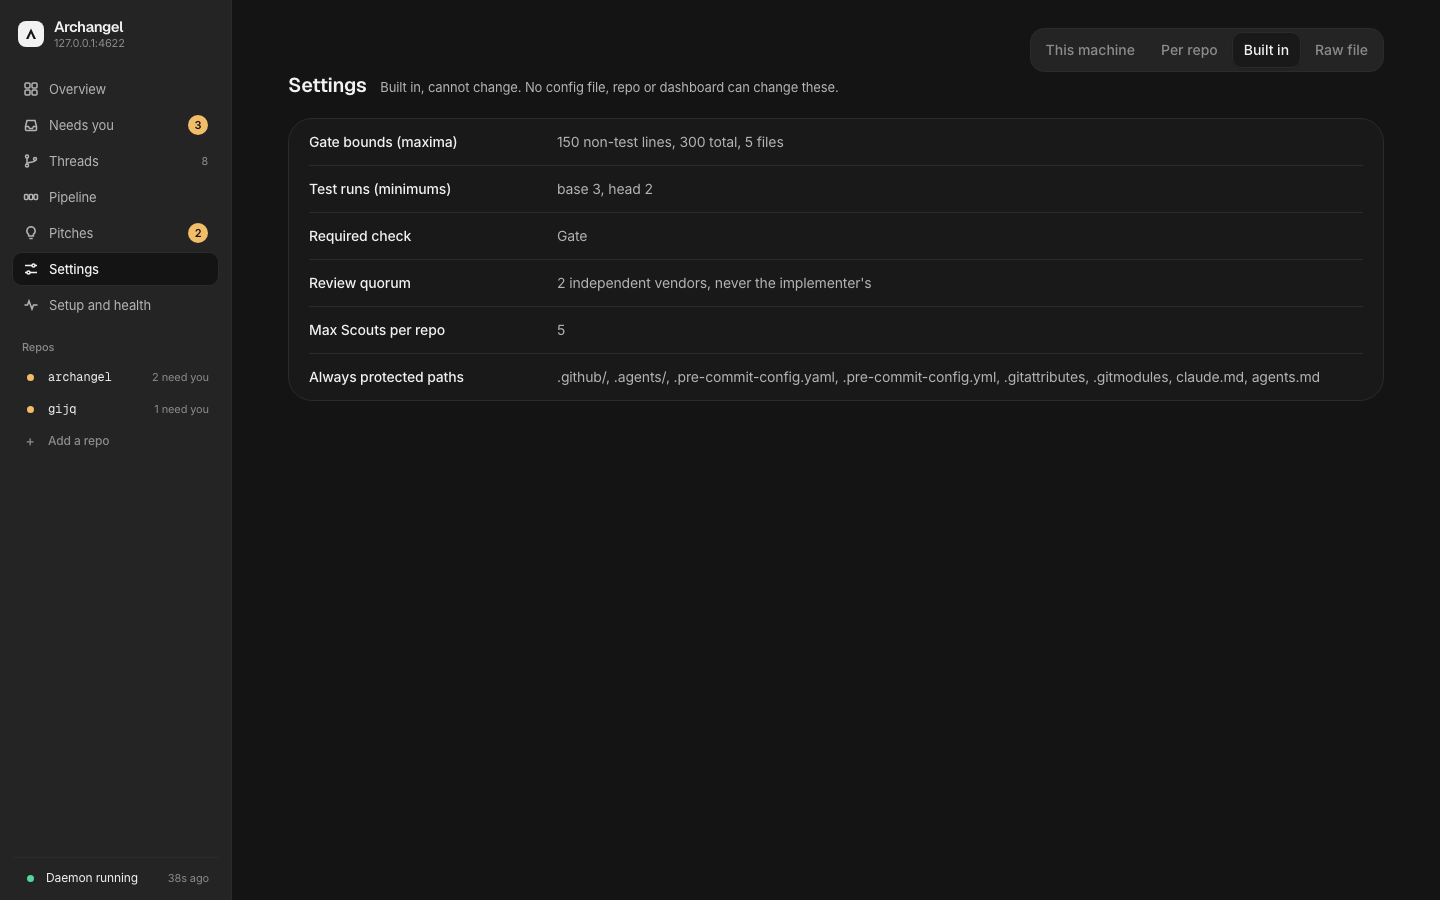 Archangel
127.0.0.1:4622
Overview
Needs you 3
Threads 8
Pipeline
Pitches 2
Settings
Setup and health
Repos
archangel 2 need you
gijq 1 need you
+ Add a repo
Daemon running 38s ago
This machine Per repo Built in Raw file
Settings Built in, cannot change. No config file, repo or dashboard can change these.
Gate bounds (maxima) 150 non-test lines, 300 total, 5 files
Test runs (minimums) base 3, head 2
Required check Gate
Review quorum 2 independent vendors, never the implementer's
Max Scouts per repo 5
Always protected paths .github/, .agents/, .pre-commit-config.yaml, .pre-commit-config.yml, .gitattributes, .gitmodules, claude.md, agents.md